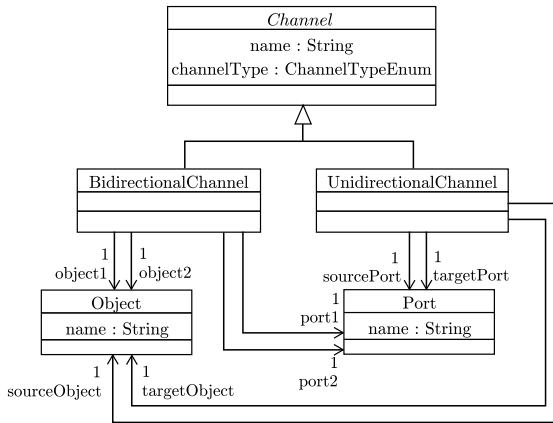 Channel
name : String
channelType : ChannelTypeEnum
BidirectionalChannel
UnidirectionalChannel
1
1
object1
object2
1
1
sourcePort
targetPort
Object
name : String
1
port1
Port
name : String
1
port2
1
1
sourceObject
targetObject